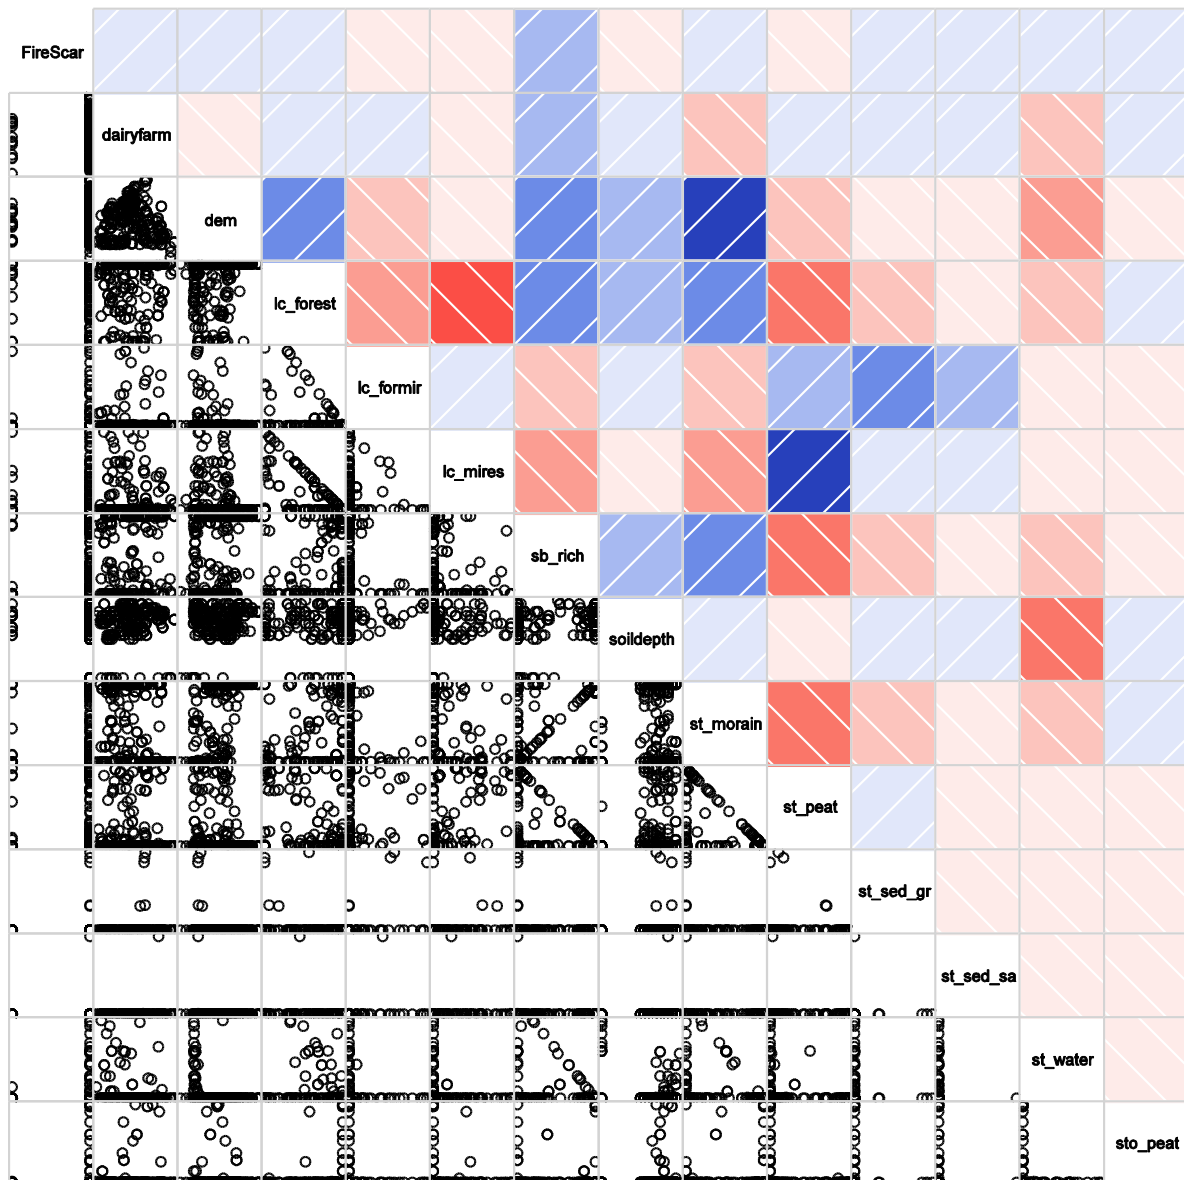 FireScar
dairyfarm
dem
lc_forest
lc_formir
lc_mires
sb_rich
soildepth
st_morain
st_peat
st_sed_gr
st_sed_sa
st_water
sto_peat